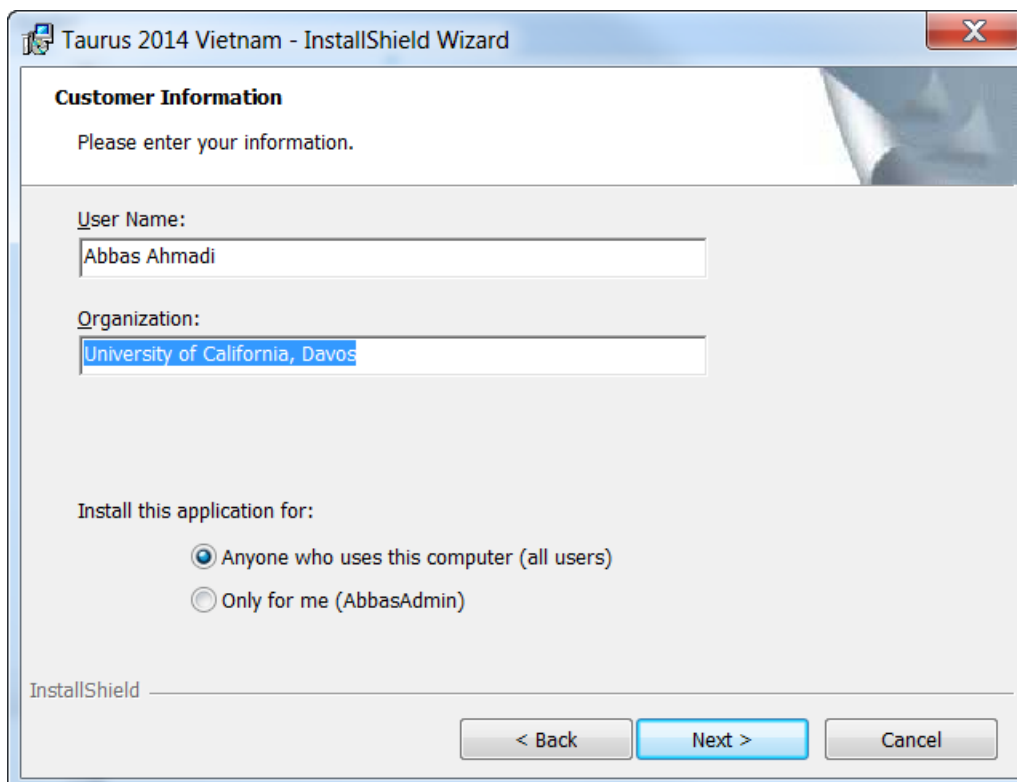 Taurus 2014 Vietnam - InstallShield Wizard
X
Customer Information
Please enter your information.
User Name:
Abbas Ahmadi
Organization:
University of California, Davos
Install this application for:
Anyone who uses this computer (all users)
Only for me (AbbasAdmin)
InstallShield
< Back Next > Cancel